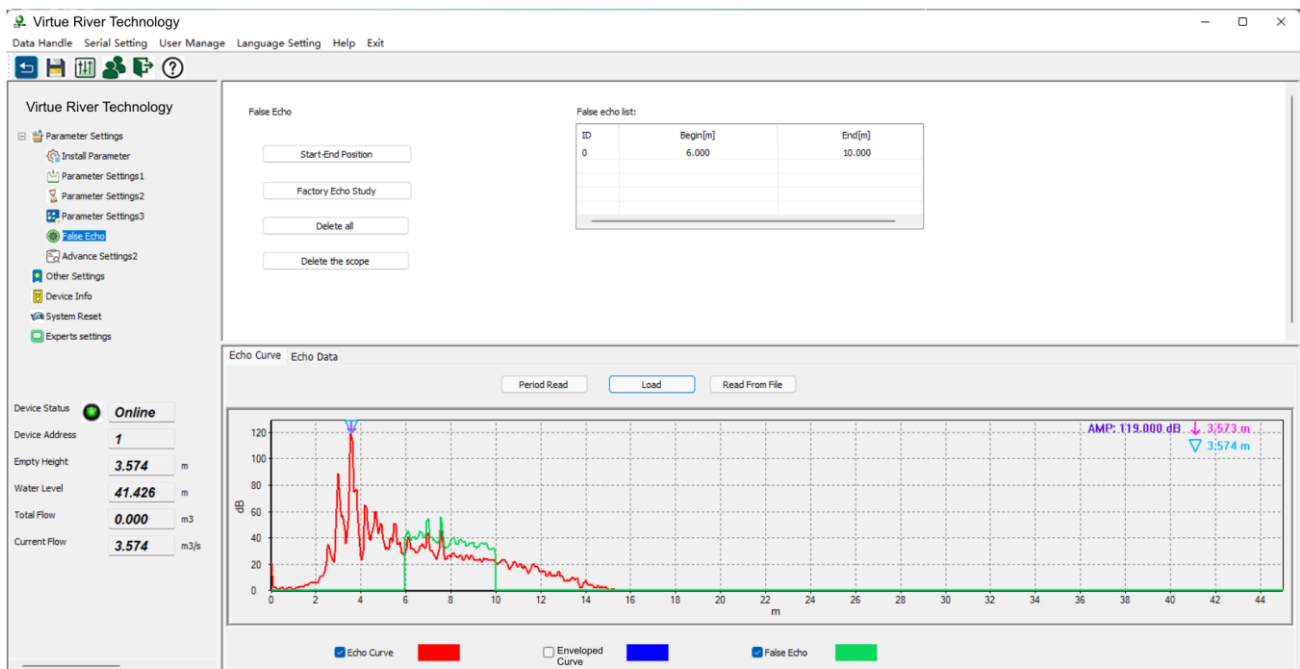 Virtue River Technology
Data Handle Serial Setting User Manage Language Setting Help Exit
Virtue River Technology
Parameter Settings
Install Parameter
Parameter Settings1
Parameter Settings2
Parameter Settings3
False Echo
Advance Settings2
Other Settings
Device Info
System Reset
Experts settings
Device Status Online
Device Address 1
Empty Height 3.574 m
Water Level 41.426 m
Total Flow 0.000 m3
Current Flow 3.574 m3/s
False Echo
Start-End Position
Factory Echo Study
Delete all
Delete the scope
False echo list:
ID Begin[m] End[m]
0 6.000 10.000
Echo Curve Echo Data
Period Read Load Read From File
AMP: 119.000 dB 3.573 m
3.574 m
120
100
80
60
40
20
0
dB
0 2 4 6 8 10 12 14 16 18 20 22 24 26 28 30 32 34 36 38 40 42 44
m
Echo Curve Enveloped Curve False Echo